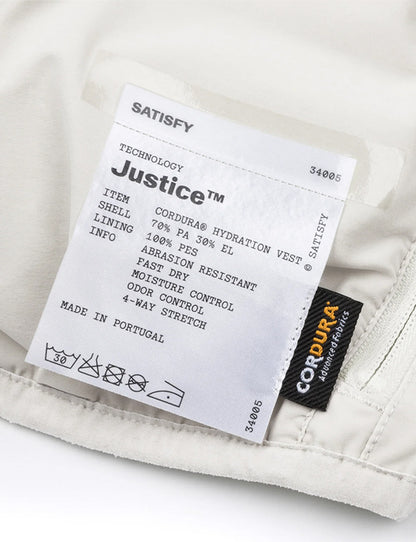 SATISFY
34005
TECHNOLOGY
Justice™
ITEM CORDURA® HYDRATION VEST
SHELL 70% PA 30% EL
LINING 100% PES
INFO ABRASION RESISTANT
FAST DRY
MOISTURE CONTROL
ODOR CONTROL
4-WAY STRETCH
MADE IN PORTUGAL
30
34005
© SATISFY
CORDURA®
Advanced Fabrics